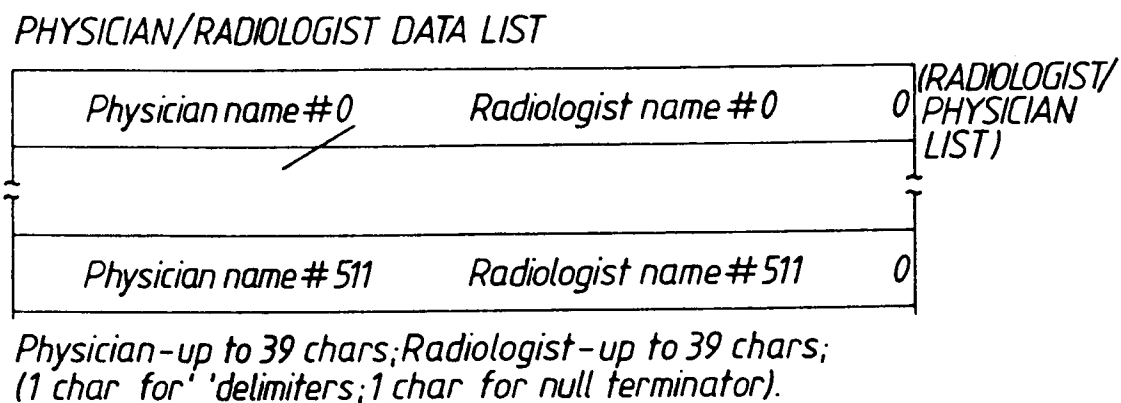 PHYSICIAN/RADIOLOGIST DATA LIST
Physician name #0 Radiologist name #0 0
(RADIOLOGIST/
PHYSICIAN
LIST)
Physician name #511 Radiologist name #511 0
Physician-up to 39 chars; Radiologist-up to 39 chars;
(1 char for ' ' delimiters; 1 char for null terminator).